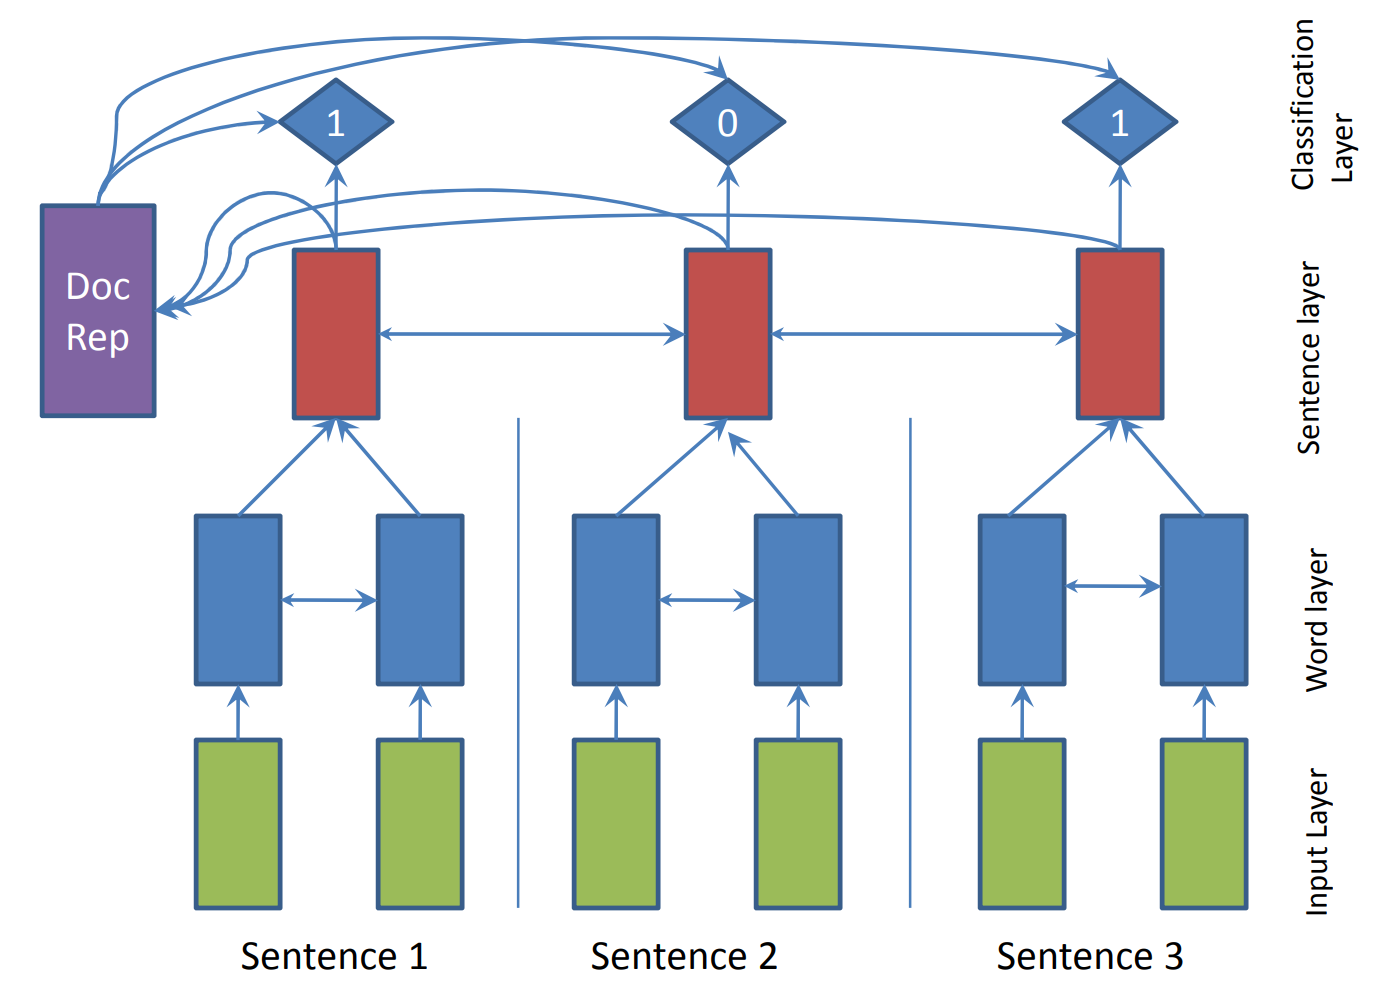 Classification
Layer
1
0
1
Doc
Rep
Sentence layer
Word layer
Input Layer
Sentence 1
Sentence 2
Sentence 3